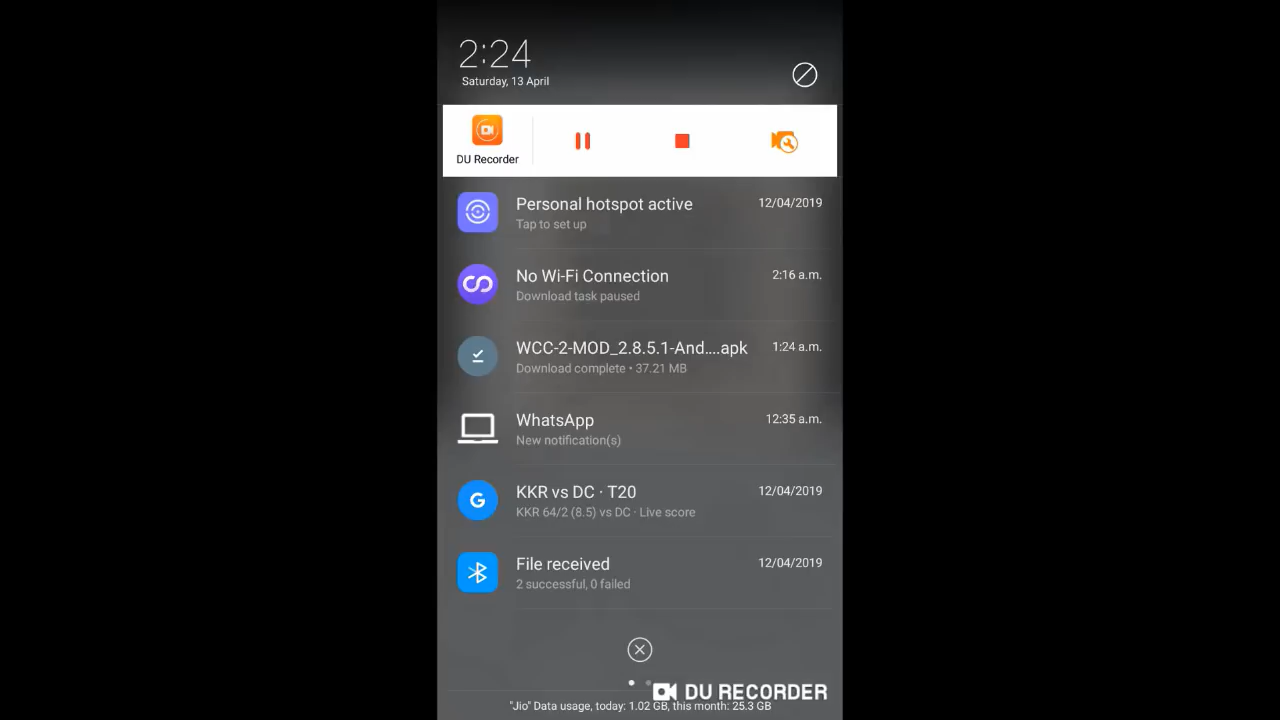 2:24
Saturday, 13 April
DU Recorder
Personal hotspot active 12/04/2019
Tap to set up
No Wi-Fi Connection 2:16 a.m.
Download task paused
WCC-2-MOD_2.8.5.1-And....apk 1:24 a.m.
Download complete • 37.21 MB
WhatsApp 12:35 a.m.
New notification(s)
G
KKR vs DC · T20 12/04/2019
KKR 64/2 (8.5) vs DC · Live score
File received 12/04/2019
2 successful, 0 failed
DU RECORDER
"Jio" Data usage, today: 1.02 GB, this month: 25.3 GB